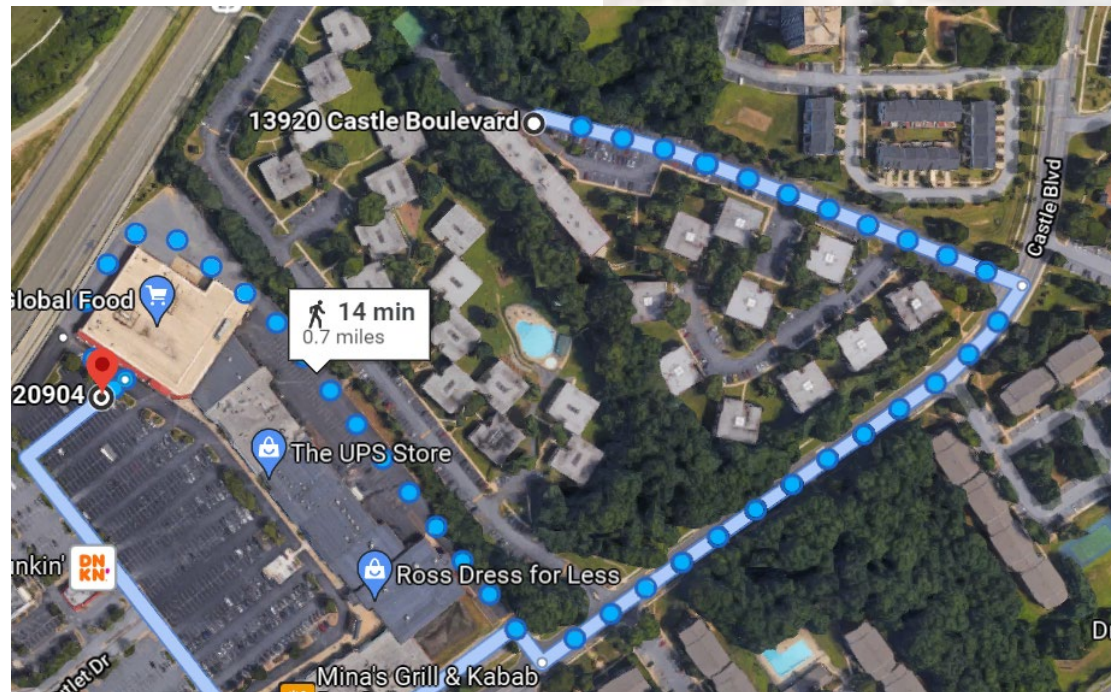 13920 Castle Boulevard
Castle Blvd
Global Food
14 min
0.7 miles
20904
The UPS Store
DN
KN'
Ross Dress for Less
Mina's Grill & Kabab